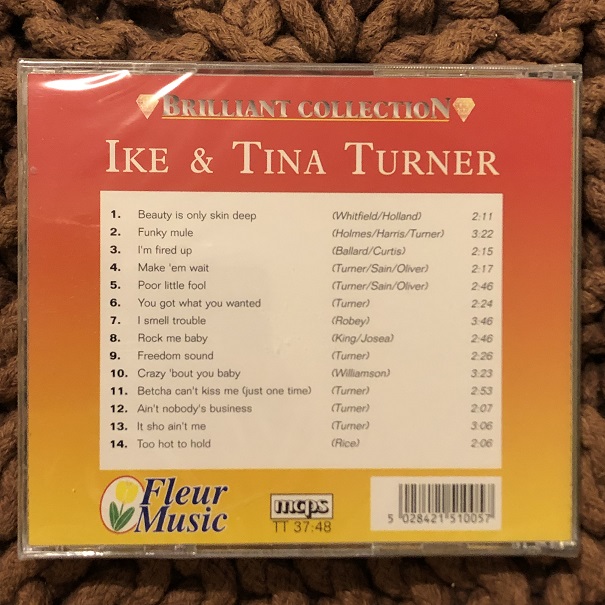 BRILLIANT COLLECTION
IKE & TINA TURNER
1. Beauty is only skin deep (Whitfield/Holland) 2:11
2. Funky mule (Holmes/Harris/Turner) 3:22
3. I'm fired up (Ballard/Curtis) 2:15
4. Make 'em wait (Turner/Sain/Oliver) 2:17
5. Poor little fool (Turner/Sain/Oliver) 2:46
6. You got what you wanted (Turner) 2:24
7. I smell trouble (Robey) 3:46
8. Rock me baby (King/Josea) 2:46
9. Freedom sound (Turner) 2:26
10. Crazy 'bout you baby (Williamson) 3:23
11. Betcha can't kiss me (just one time) (Turner) 2:53
12. Ain't nobody's business (Turner) 2:07
13. It sho ain't me (Turner) 3:06
14. Too hot to hold (Rice) 2:06
Fleur
Music
mcps
TT 37:48
5 028421 510057